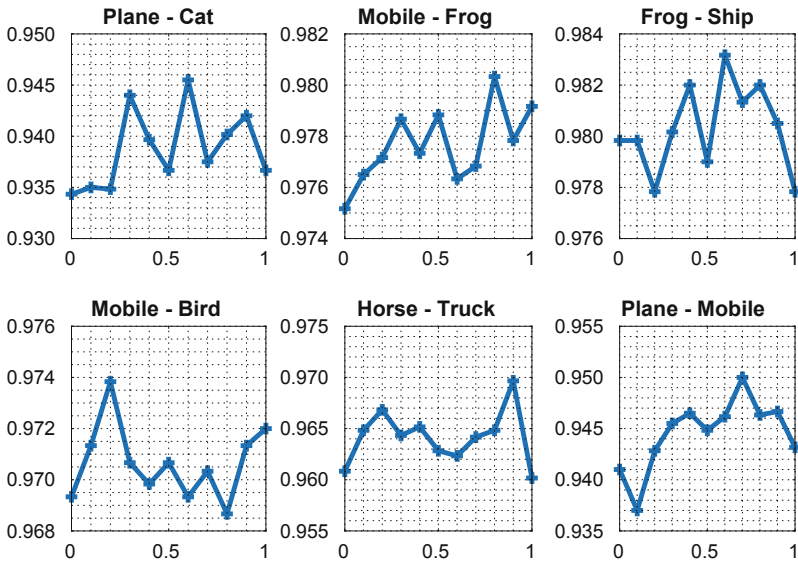 Plane - Cat
0.950
0.945
0.940
0.935
0.930
0 0.5 1
Mobile - Frog
0.982
0.980
0.978
0.976
0.974
0 0.5 1
Frog - Ship
0.984
0.982
0.980
0.978
0.976
0 0.5 1
Mobile - Bird
0.976
0.974
0.972
0.970
0.968
0 0.5 1
Horse - Truck
0.975
0.970
0.965
0.960
0.955
0 0.5 1
Plane - Mobile
0.955
0.950
0.945
0.940
0.935
0 0.5 1